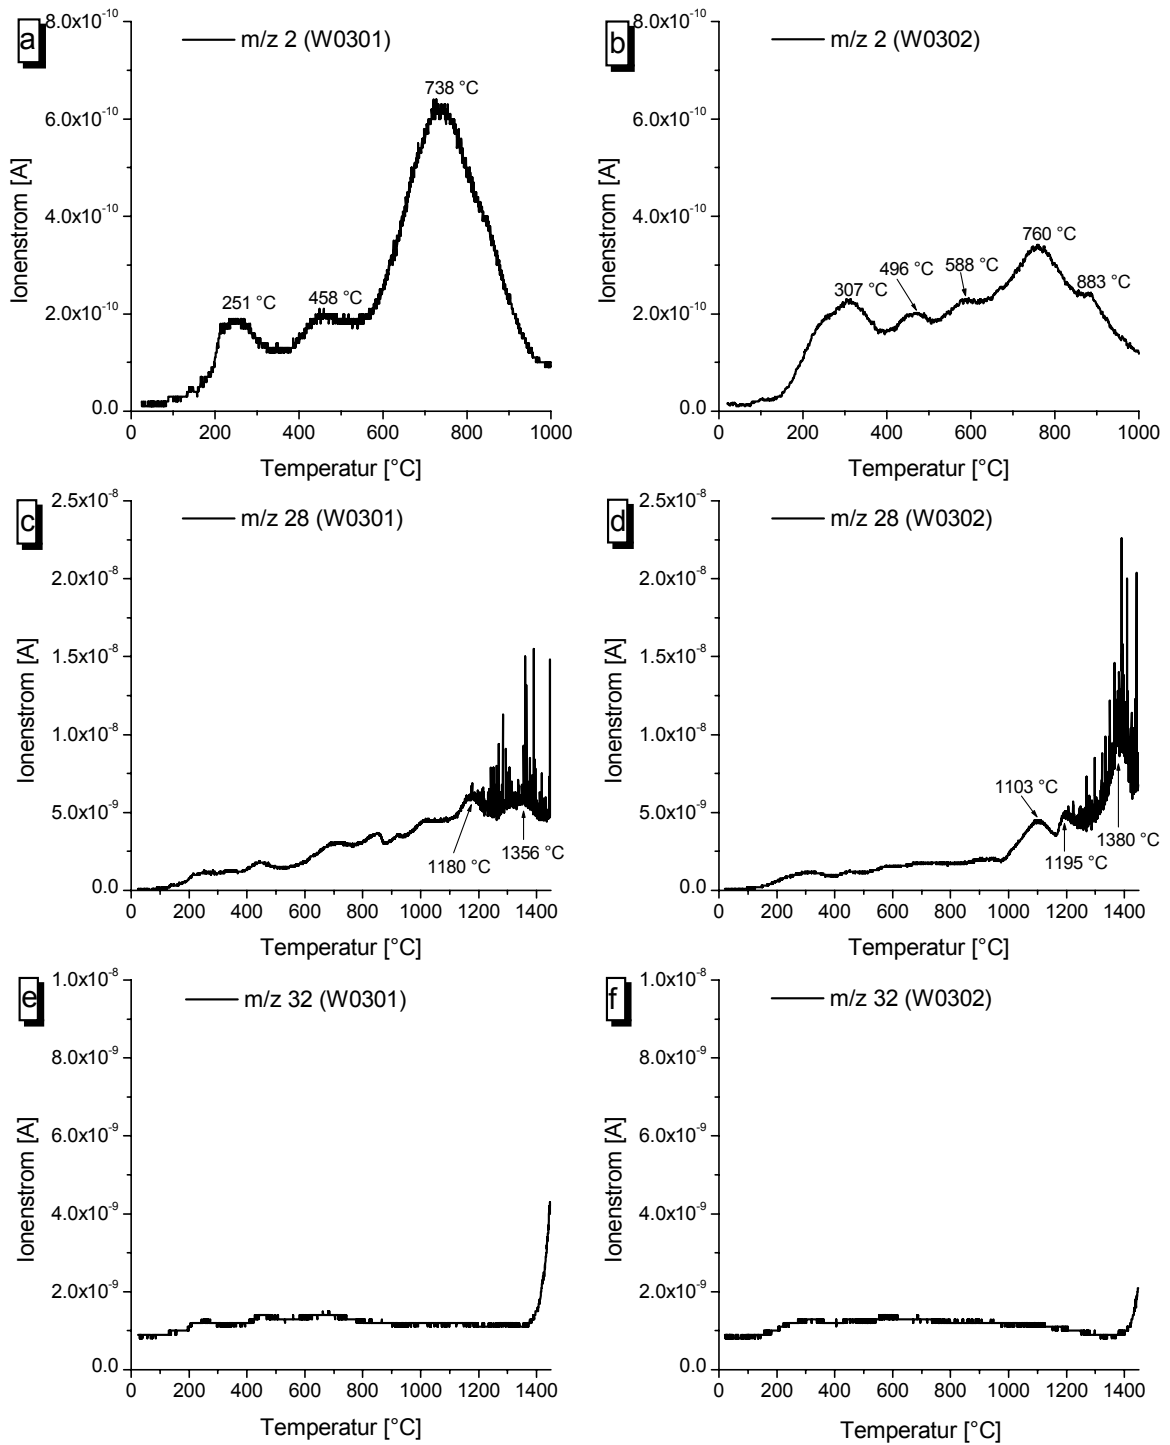 a
8.0x10⁻¹⁰
6.0x10⁻¹⁰
4.0x10⁻¹⁰
2.0x10⁻¹⁰
0.0
Ionenstrom [A]
m/z 2 (W0301)
738 °C
251 °C
458 °C
0 200 400 600 800 1000
Temperatur [°C]
b
8.0x10⁻¹⁰
6.0x10⁻¹⁰
4.0x10⁻¹⁰
2.0x10⁻¹⁰
0.0
Ionenstrom [A]
m/z 2 (W0302)
760 °C
588 °C
496 °C
883 °C
307 °C
0 200 400 600 800 1000
Temperatur [°C]
c
2.5x10⁻⁸
2.0x10⁻⁸
1.5x10⁻⁸
1.0x10⁻⁸
5.0x10⁻⁹
0.0
Ionenstrom [A]
m/z 28 (W0301)
1356 °C
1180 °C
0 200 400 600 800 1000 1200 1400
Temperatur [°C]
d
2.5x10⁻⁸
2.0x10⁻⁸
1.5x10⁻⁸
1.0x10⁻⁸
5.0x10⁻⁹
0.0
Ionenstrom [A]
m/z 28 (W0302)
1103 °C
1380 °C
1195 °C
0 200 400 600 800 1000 1200 1400
Temperatur [°C]
e
1.0x10⁻⁸
8.0x10⁻⁹
6.0x10⁻⁹
4.0x10⁻⁹
2.0x10⁻⁹
0.0
Ionenstrom [A]
m/z 32 (W0301)
0 200 400 600 800 1000 1200 1400
Temperatur [°C]
f
1.0x10⁻⁸
8.0x10⁻⁹
6.0x10⁻⁹
4.0x10⁻⁹
2.0x10⁻⁹
0.0
Ionenstrom [A]
m/z 32 (W0302)
0 200 400 600 800 1000 1200 1400
Temperatur [°C]